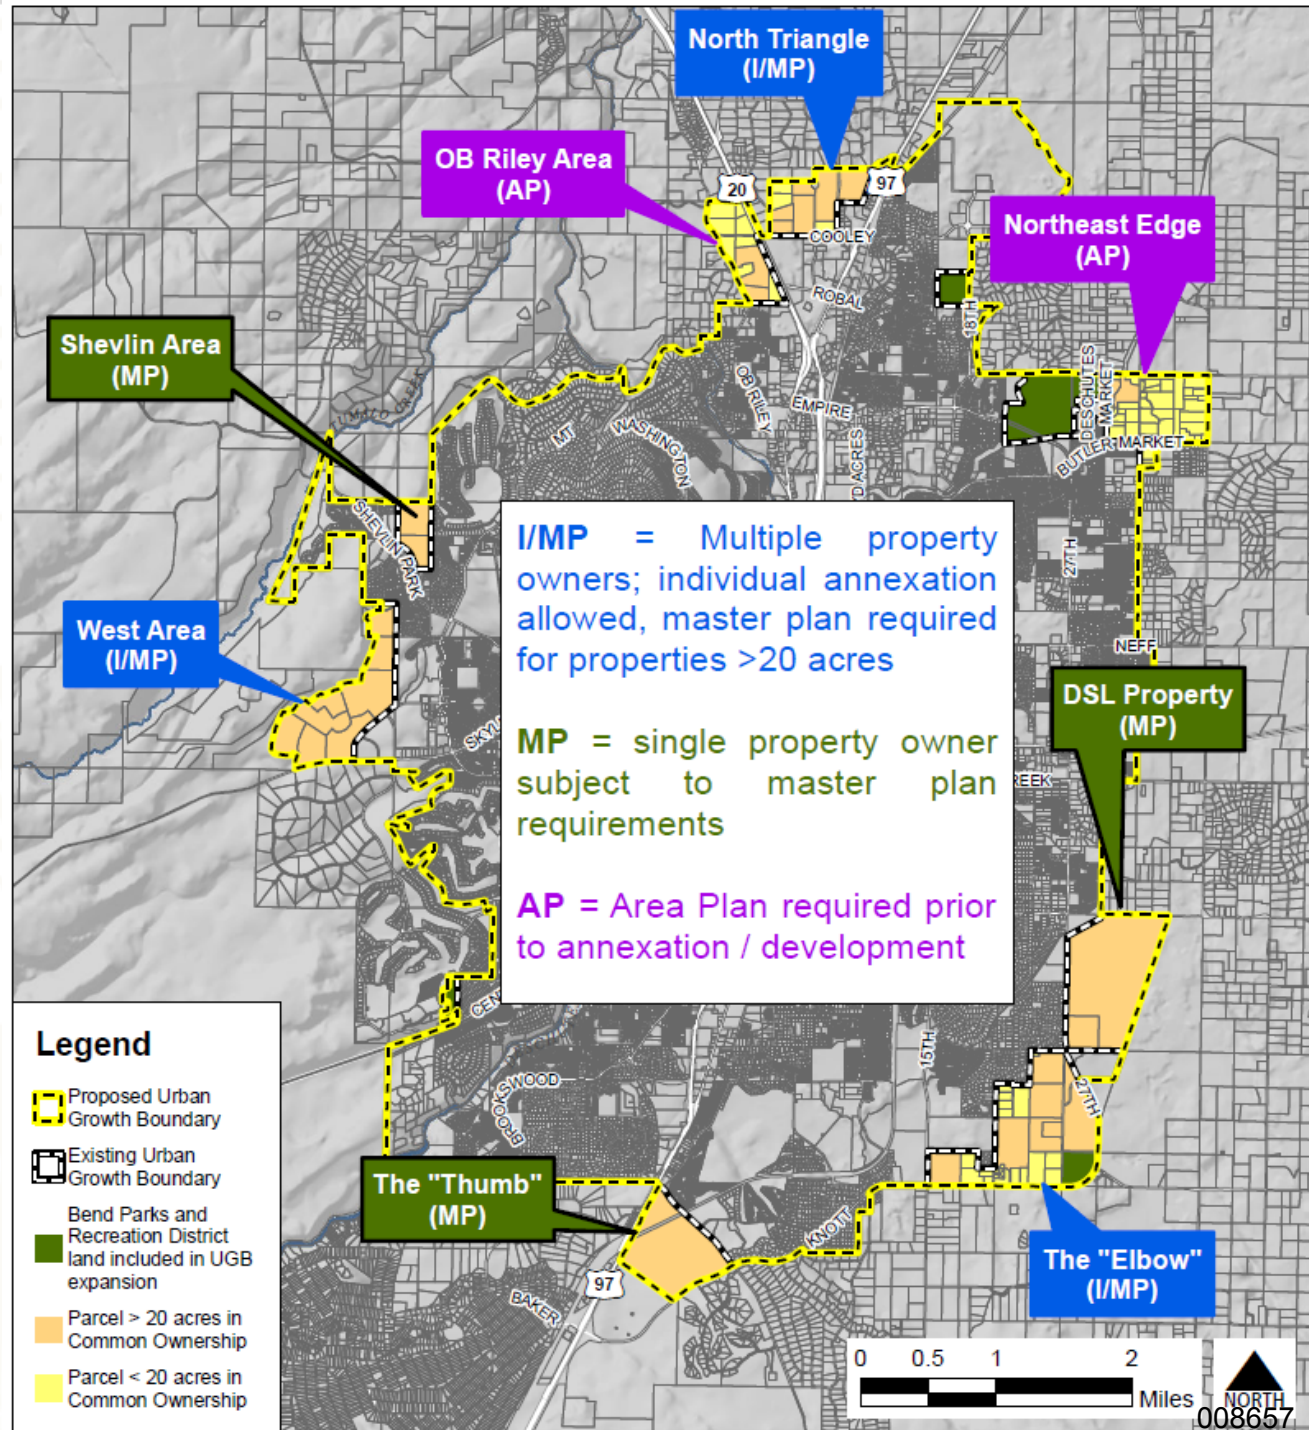 North Triangle
(I/MP)
OB Riley Area
(AP)
20
97
COOLEY
ROBAL
Northeast Edge
(AP)
18TH
Shevlin Area
(MP)
TUMALO CREEK
OB RILEY
EMPIRE
DESCHUTES
MARKET
BUTLER MARKET
MT
WASHINGTON
D ACRES
SHEVLIN PARK
West Area
(I/MP)
I/MP = Multiple property
owners; individual annexation
allowed, master plan required
for properties >20 acres
MP = single property owner
subject to master plan
requirements
AP = Area Plan required prior
to annexation / development
27TH
NEFF
DSL Property
(MP)
SKYL
REEK
CEN
15TH
27TH
BROOKSWOOD
The "Thumb"
(MP)
KNOTT
97
BAKER
The "Elbow"
(I/MP)
Legend
Proposed Urban
Growth Boundary
Existing Urban
Growth Boundary
Bend Parks and
Recreation District
land included in UGB
expansion
Parcel > 20 acres in
Common Ownership
Parcel < 20 acres in
Common Ownership
0 0.5 1 2
Miles
NORTH
008657